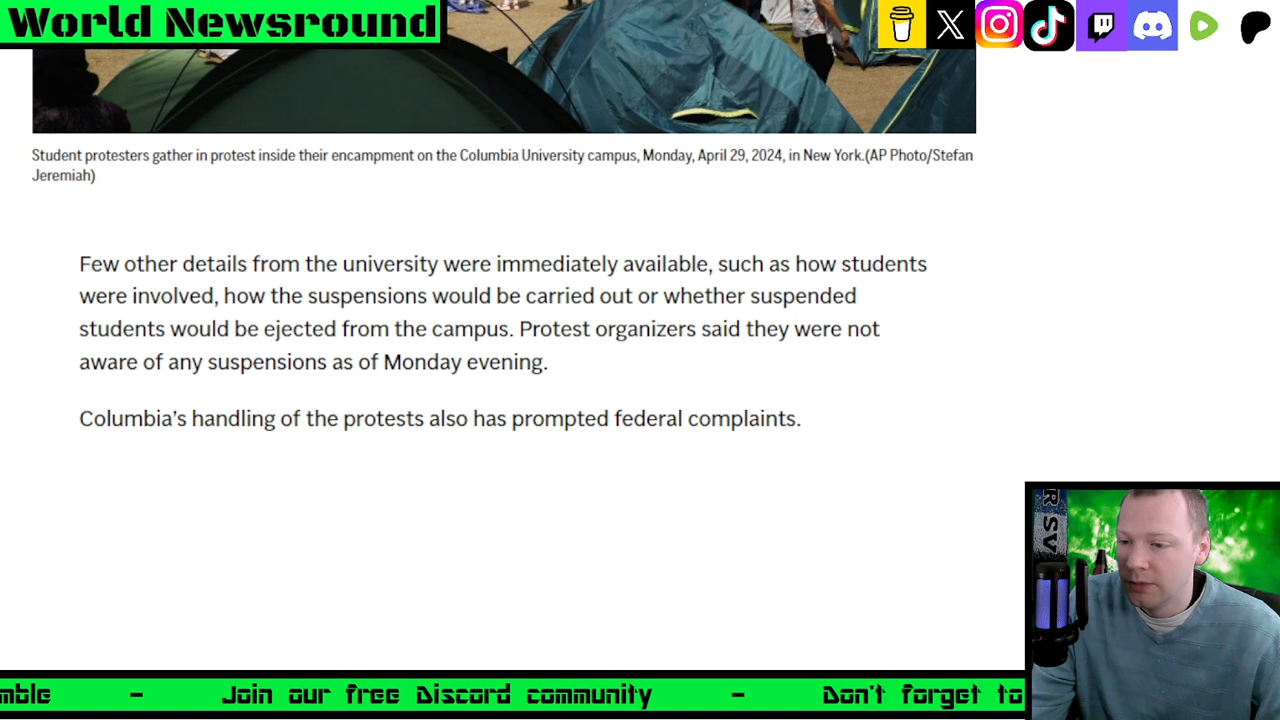 World Newsround
Student protesters gather in protest inside their encampment on the Columbia University campus, Monday, April 29, 2024, in New York.(AP Photo/Stefan
Jeremiah)
Few other details from the university were immediately available, such as how students
were involved, how the suspensions would be carried out or whether suspended
students would be ejected from the campus. Protest organizers said they were not
aware of any suspensions as of Monday evening.
Columbia’s handling of the protests also has prompted federal complaints.
SV
mble - Join our free Discord community - Don't forget to